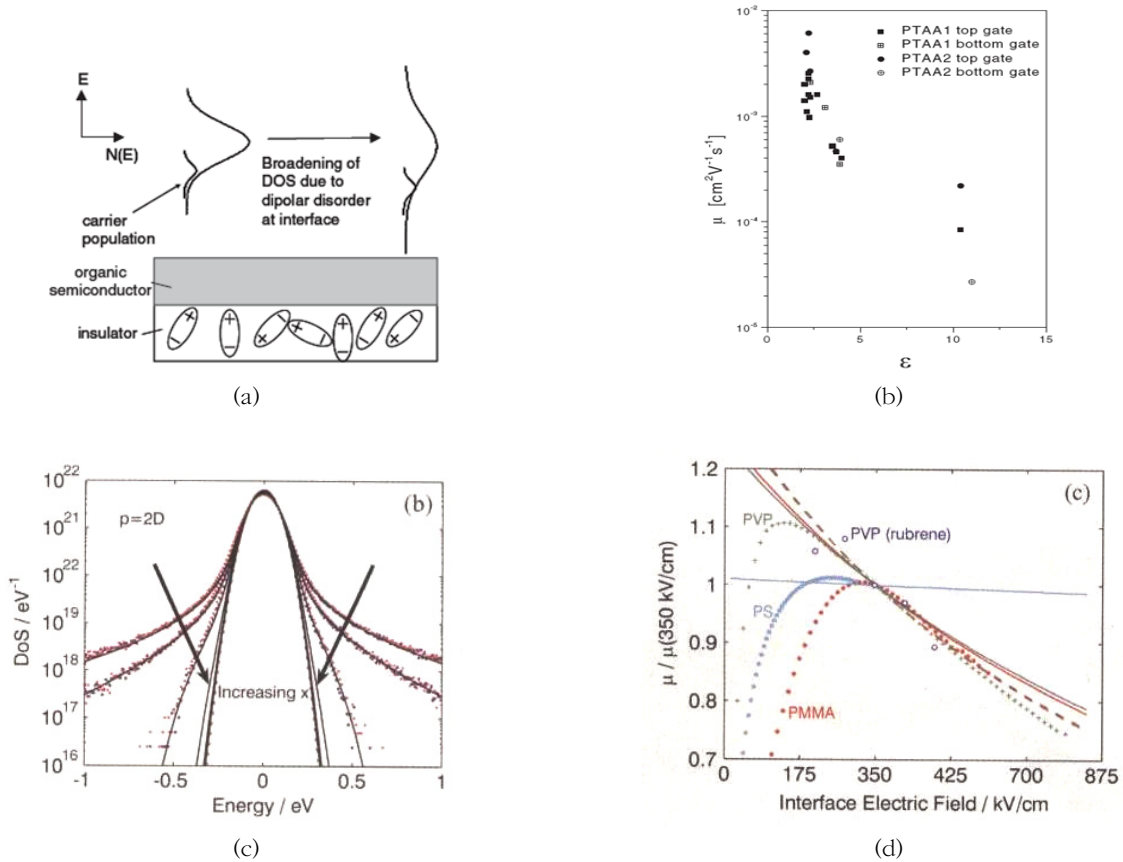 E
N(E)
Broadening of
DOS due to
dipolar disorder
at interface
carrier
population
organic
semiconductor
insulator
(a)
10⁻²
10⁻³
10⁻⁴
10⁻⁵
10⁻⁶
μ [cm²V⁻¹s⁻¹]
PTAA1 top gate
PTAA1 bottom gate
PTAA2 top gate
PTAA2 bottom gate
0 5 10 15
ε
(b)
10²²
10²¹
10²²
10¹⁹
10¹⁸
10¹⁷
10¹⁶
DoS / eV⁻¹
p=2D
(b)
Increasing x
-1 -0.5 0 0.5 1
Energy / eV
(c)
1.2
1.1
1
0.9
0.8
0.7
μ / μ(350 kV/cm)
(c)
PVP
PVP (rubrene)
PS
PMMA
0 175 350 425 700 875
Interface Electric Field / kV/cm
(d)